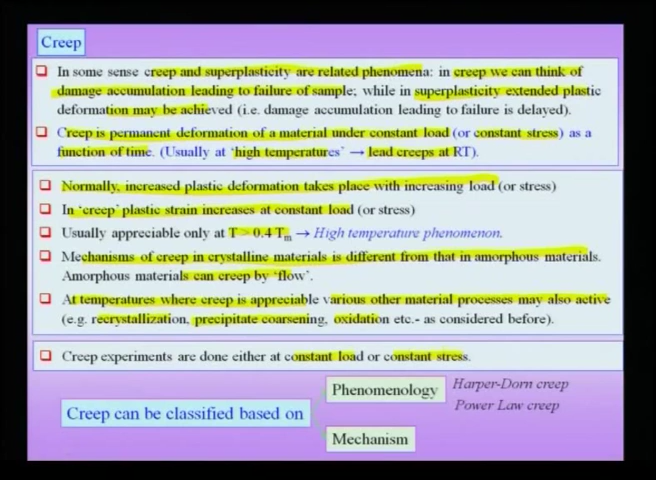 Creep
In some sense creep and superplasticity are related phenomena: in creep we can think of
damage accumulation leading to failure of sample; while in superplasticity extended plastic
deformation may be achieved (i.e. damage accumulation leading to failure is delayed).
Creep is permanent deformation of a material under constant load (or constant stress) as a
function of time. (Usually at ‘high temperatures’ → lead creeps at RT).
Normally, increased plastic deformation takes place with increasing load (or stress)
In ‘creep’ plastic strain increases at constant load (or stress)
Usually appreciable only at T > 0.4 Tm → High temperature phenomenon.
Mechanisms of creep in crystalline materials is different from that in amorphous materials.
Amorphous materials can creep by ‘flow’.
At temperatures where creep is appreciable various other material processes may also active
(e.g. recrystallization, precipitate coarsening, oxidation etc.- as considered before).
Creep experiments are done either at constant load or constant stress.
Creep can be classified based on
Phenomenology
Harper-Dorn creep
Power Law creep
Mechanism